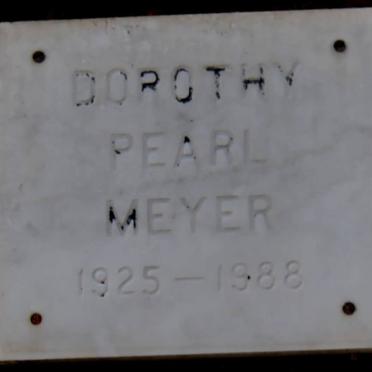 DOROTHY
PEARL
MEYER
1925 — 1988